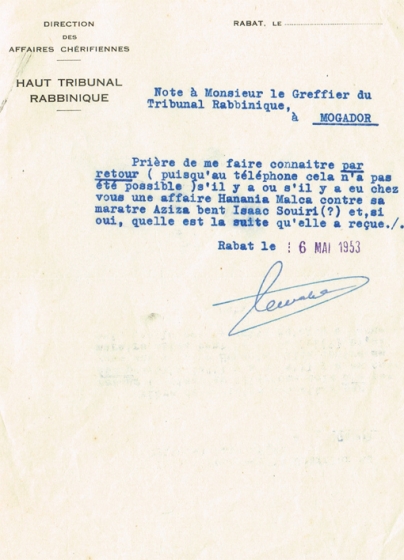 DIRECTION
DES
AFFAIRES CHÉRIFIENNES
HAUT TRIBUNAL
RABBINIQUE
RABAT, LE
Note à Monsieur le Greffier du
Tribunal Rabbinique,
à MOGADOR
Prière de me faire connaitre par
retour ( puisqu'au téléphone cela n'a pas
été possible )s'il y a ou s'il y a eu chez
vous une affaire Hanania Malca contre sa
maratre Aziza bent Isaac Souiri(?) et,si
oui, quelle est la suite qu'elle a reçue./.
Rabat le 6 MAI 1953